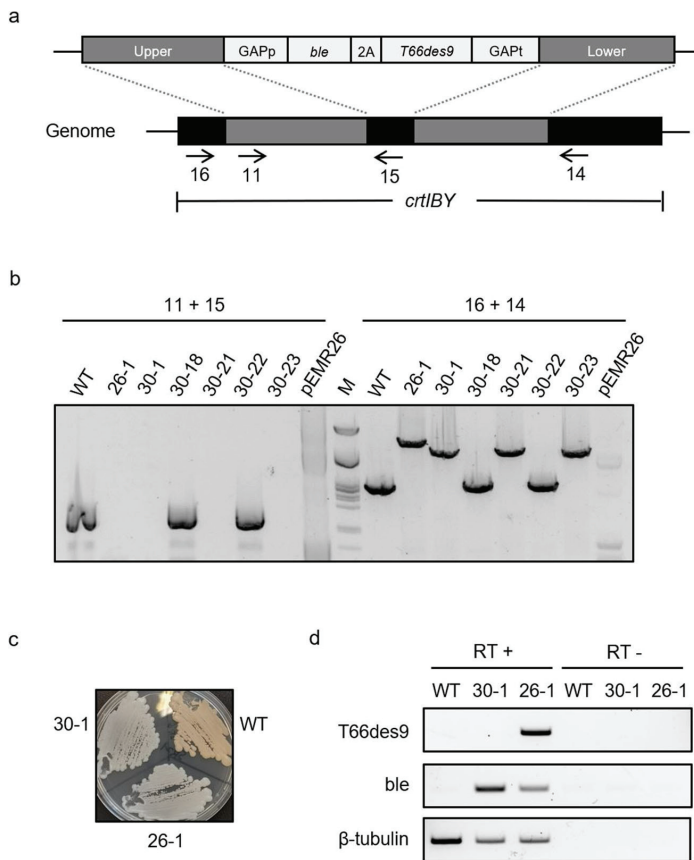 a
Upper GAPp ble 2A T66des9 GAPt Lower
Genome
16 11 15 14
crtIBY
b
11 + 15 16 + 14
WT 26-1 30-1 30-18 30-21 30-22 30-23 pEMR26 M WT 26-1 30-1 30-18 30-21 30-22 30-23 pEMR26
c
30-1 WT
26-1
d
RT + RT -
WT 30-1 26-1 WT 30-1 26-1
T66des9
ble
β-tubulin